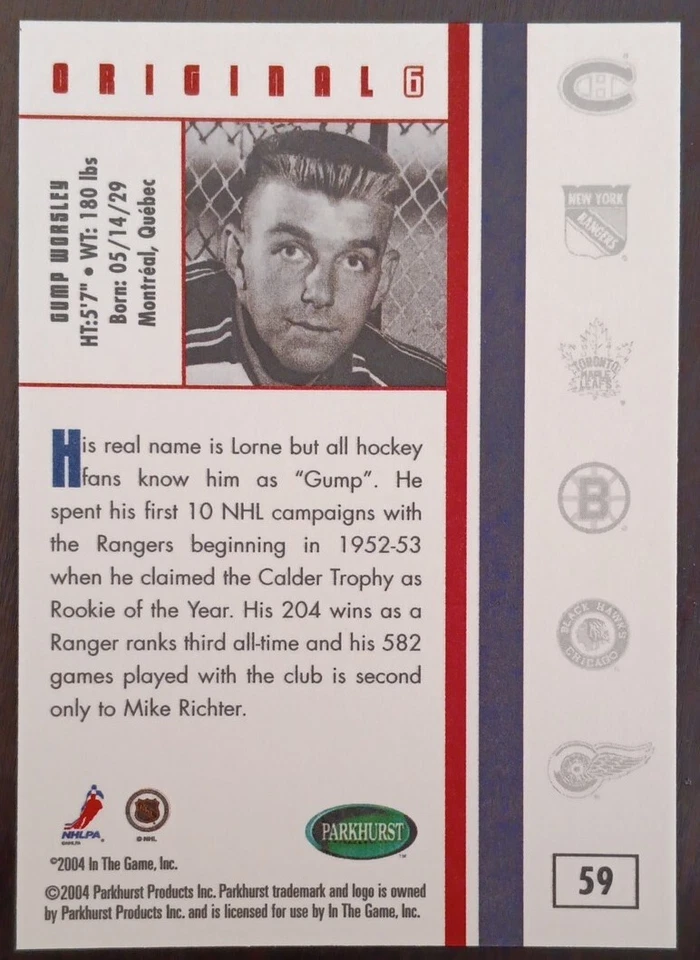 ORIGINAL 6
GUMP WORSLEY
HT:5'7" • WT: 180 lbs
Born: 05/14/29
Montréal, Québec
His real name is Lorne but all hockey
fans know him as "Gump". He
spent his first 10 NHL campaigns with
the Rangers beginning in 1952-53
when he claimed the Calder Trophy as
Rookie of the Year. His 204 wins as a
Ranger ranks third all-time and his 582
games played with the club is second
only to Mike Richter.
NHLPA
©NHLPA
© NHL
PARKHURST
™
©2004 In The Game, Inc.
©2004 Parkhurst Products Inc. Parkhurst trademark and logo is owned
by Parkhurst Products Inc. and is licensed for use by In The Game, Inc.
C H
NEW YORK
RANGERS
TORONTO
MAPLE
LEAFS
B
BLACK HAWKS
CHICAGO
59